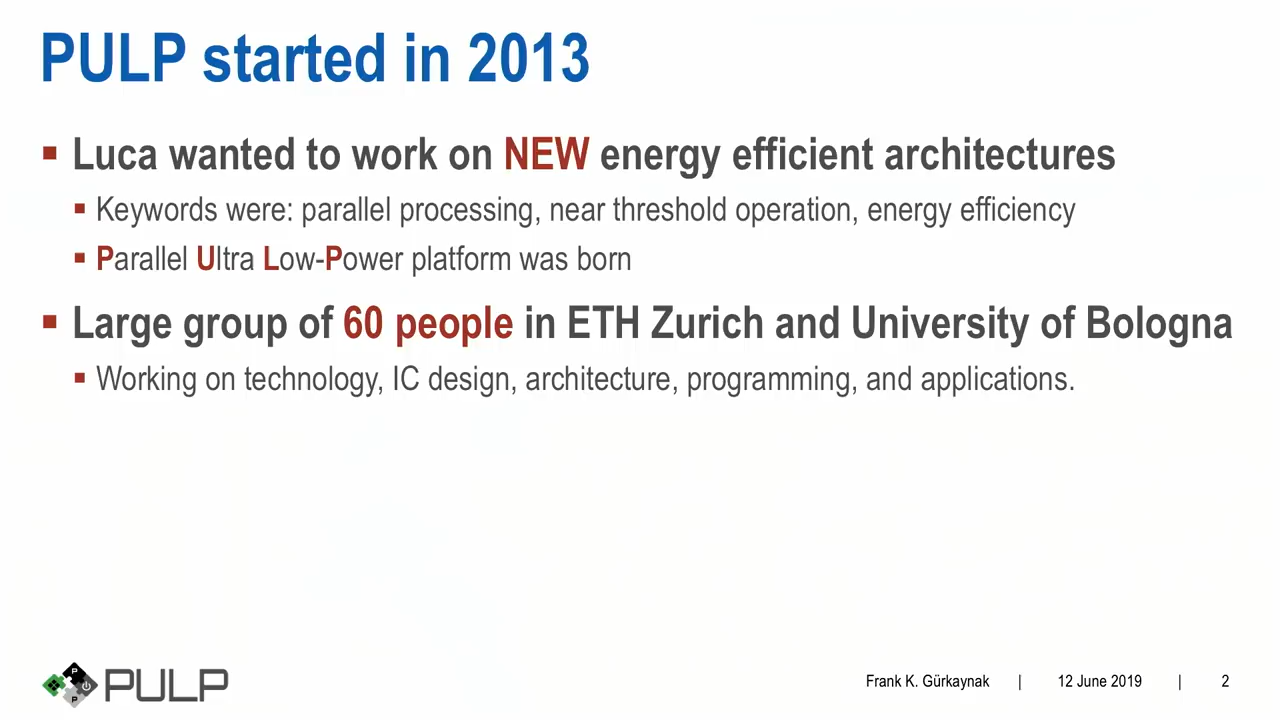 PULP started in 2013
▪ Luca wanted to work on NEW energy efficient architectures
▪ Keywords were: parallel processing, near threshold operation, energy efficiency
▪ Parallel Ultra Low-Power platform was born
▪ Large group of 60 people in ETH Zurich and University of Bologna
▪ Working on technology, IC design, architecture, programming, and applications.
P
P
PULP
Frank K. Gürkaynak | 12 June 2019 | 2